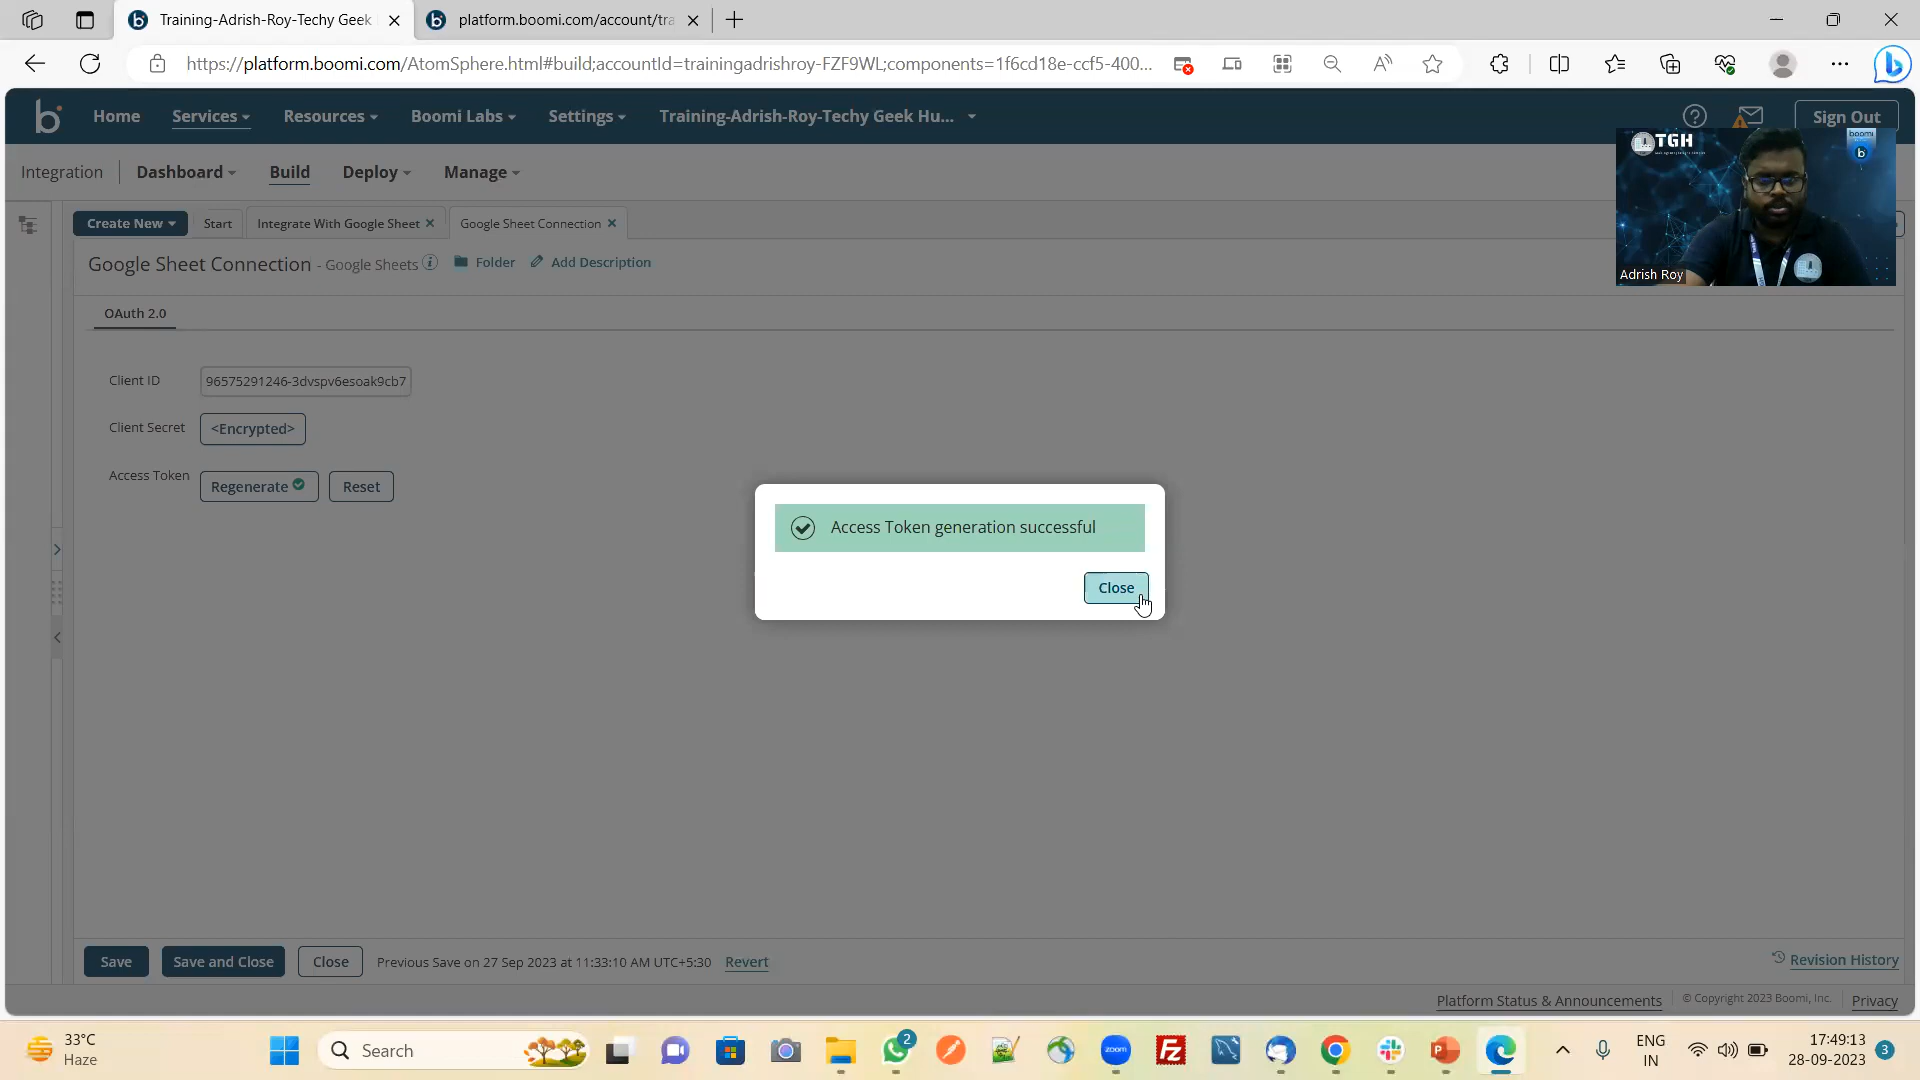 Training-Adrish-Roy-Techy Geek
platform.boomi.com/account/tra
https://platform.boomi.com/AtomSphere.html#build;accountId=trainingadrishroy-FZF9WL;components=1f6cd18e-ccf5-400...
Home
Services
Resources
Boomi Labs
Settings
Training-Adrish-Roy-Techy Geek Hu...
Sign Out
Integration
Dashboard
Build
Deploy
Manage
TGH
boomi
Adrish Roy
Create New
Start
Integrate With Google Sheet
Google Sheet Connection
Google Sheet Connection - Google Sheets
Folder
Add Description
OAuth 2.0
Client ID
96575291246-3dvspv6esoak9cb7
Client Secret
<Encrypted>
Access Token
Regenerate
Reset
Access Token generation successful
Close
Save
Save and Close
Close
Previous Save on 27 Sep 2023 at 11:33:10 AM UTC+5:30
Revert
Revision History
Platform Status & Announcements
© Copyright 2023 Boomi, Inc.
Privacy
33°C
Haze
Search
2
zoom
ENG
IN
17:49:13
28-09-2023
3